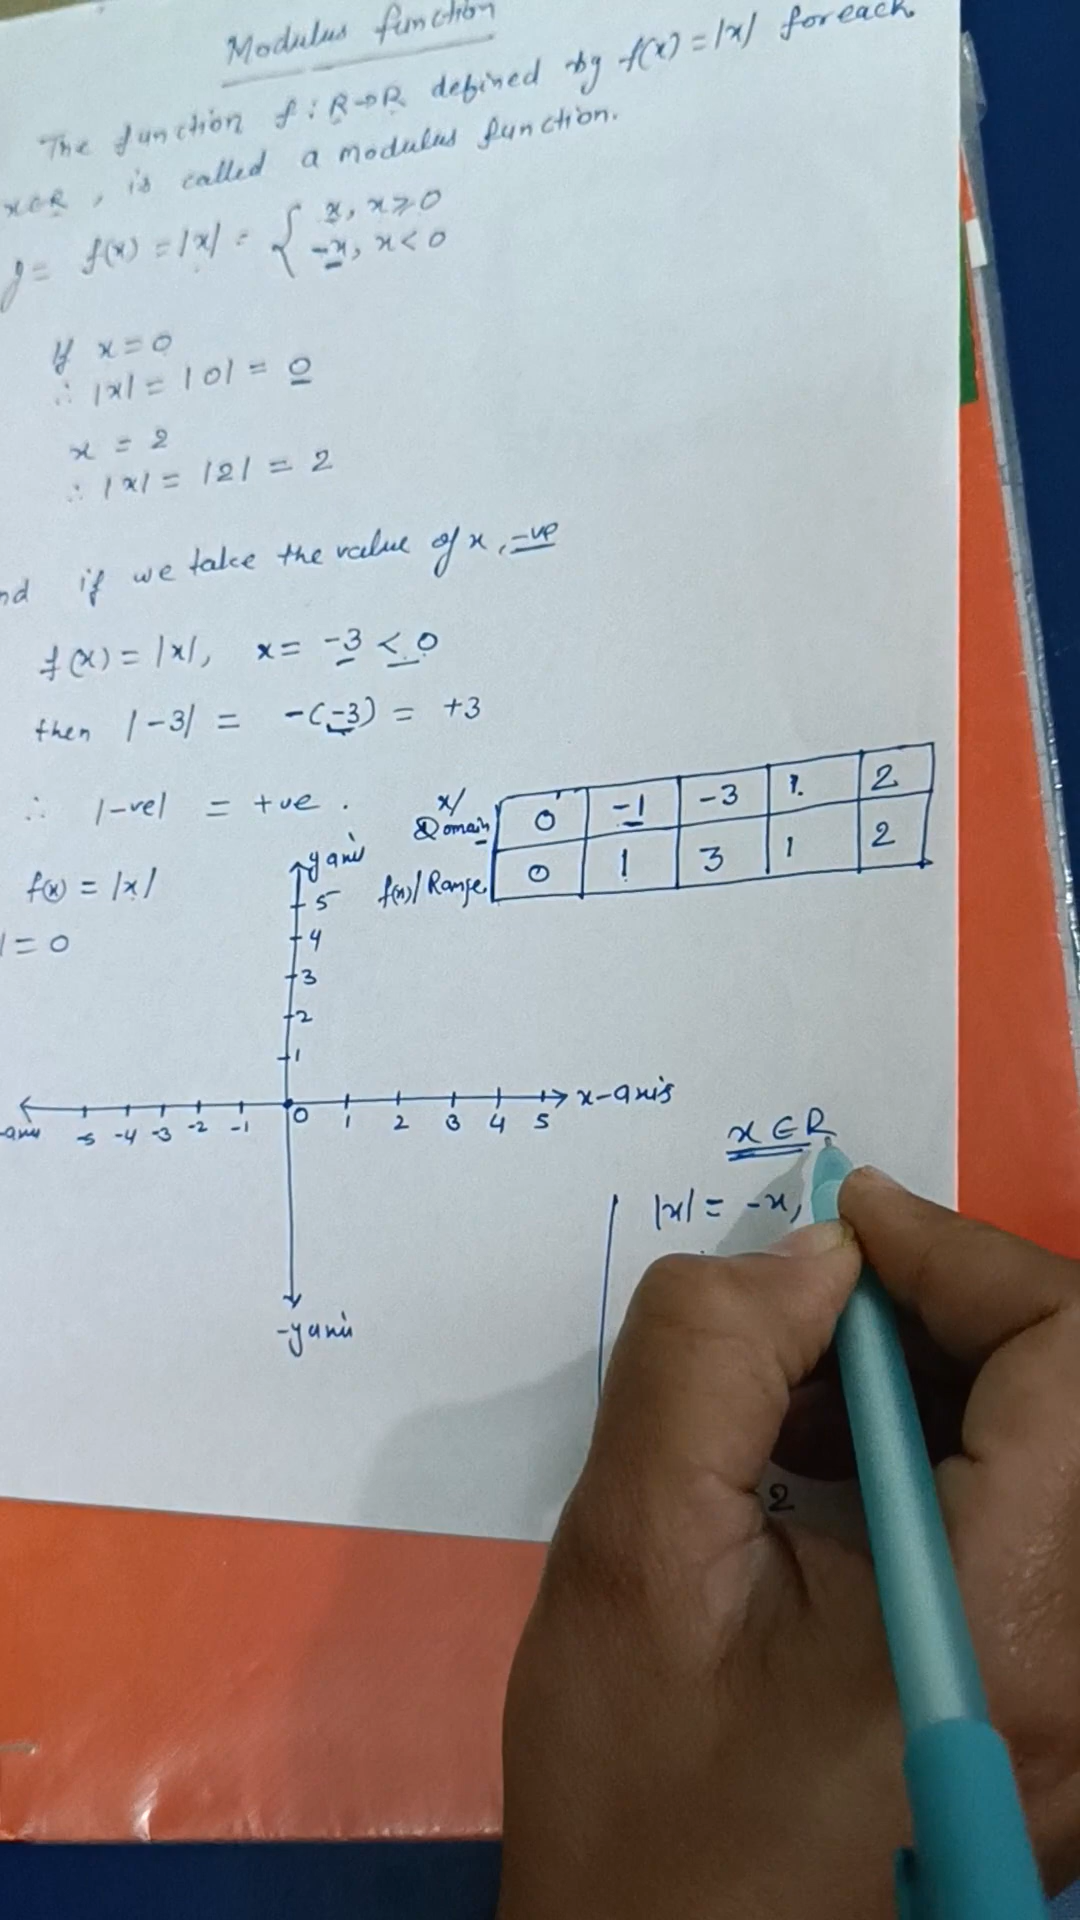 Modulus function
The function f : R→R defined by f(x) = |x| for each
x∈R, is called a modulus function.
y = f(x) = |x| = { x, x ≥ 0
-x, x < 0
If x = 0
∴ |x| = |0| = 0
x = 2
∴ |x| = |2| = 2
nd if we take the value of x, -ve
f(x) = |x|, x = -3 < 0
then |-3| = -(-3) = +3
∴ |-ve| = +ve .
x/Domain 0 -1 -3 1 2
f(x)/Range 0 1 3 1 2
f(x) = |x|
| = 0
y axis
5
4
3
2
1
-5 -4 -3 -2 -1 0 1 2 3 4 5 x-axis
-y axis
x ∈ R
|x| = -x,
2